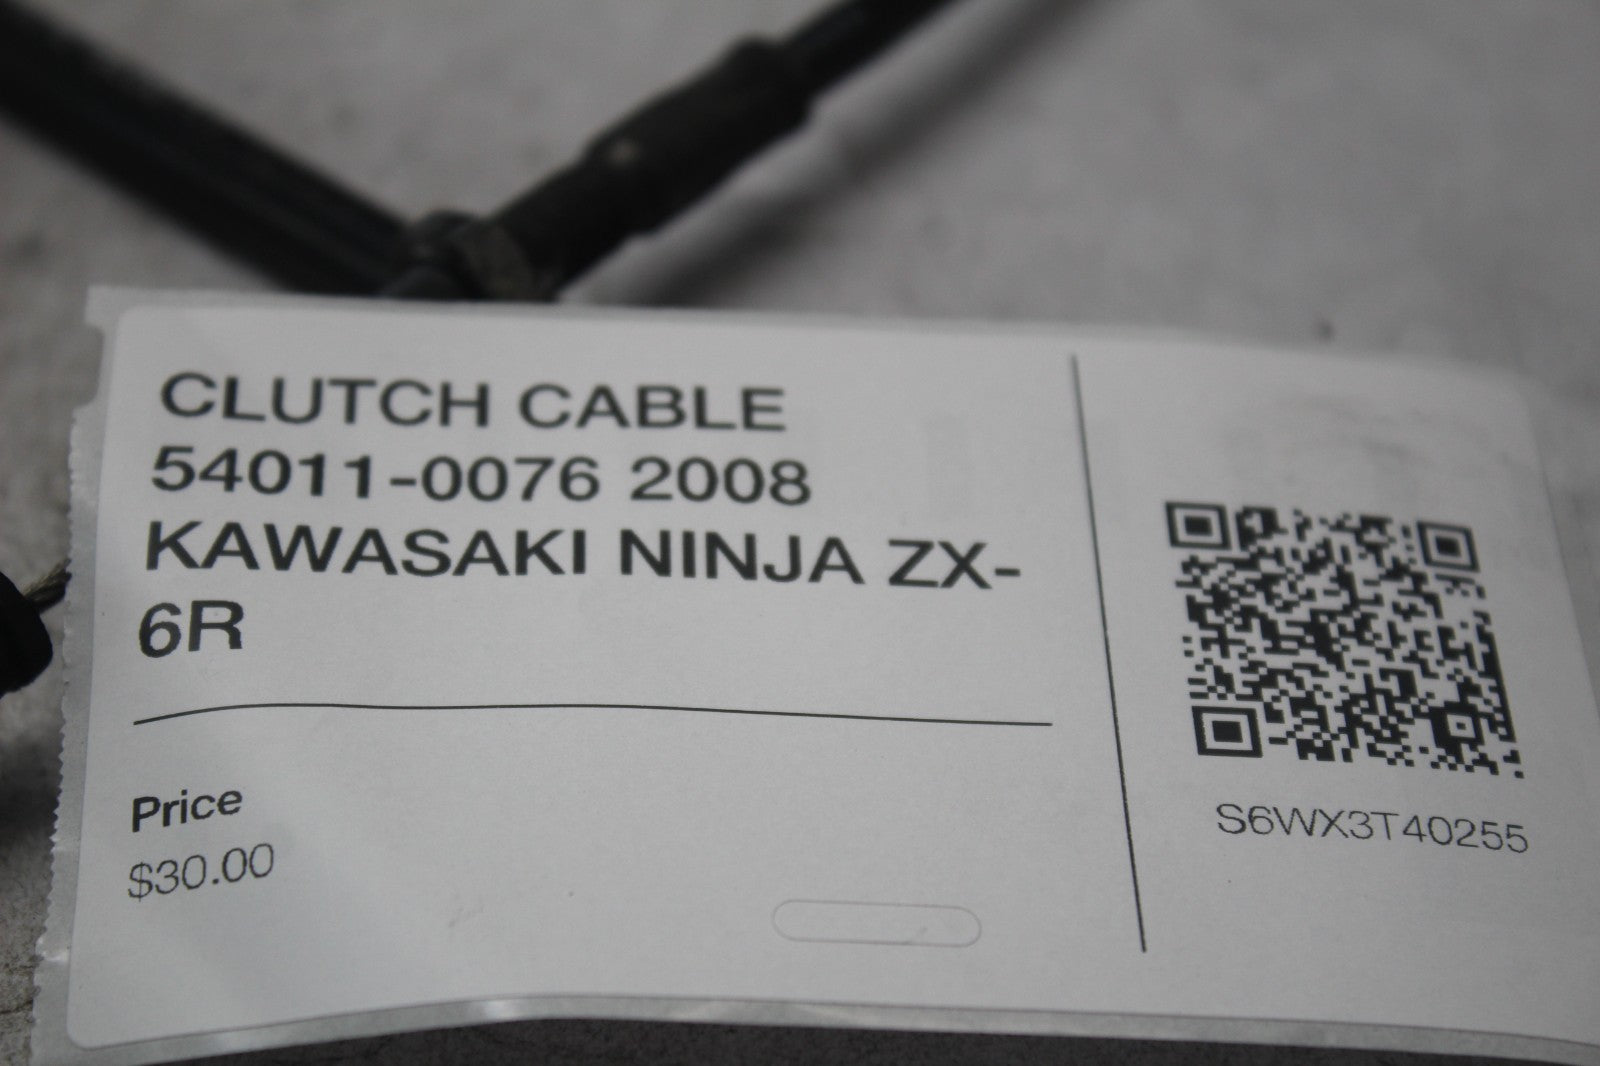 CLUTCH CABLE
54011-0076 2008
KAWASAKI NINJA ZX-
6R
Price
$30.00
S6WX3T40255